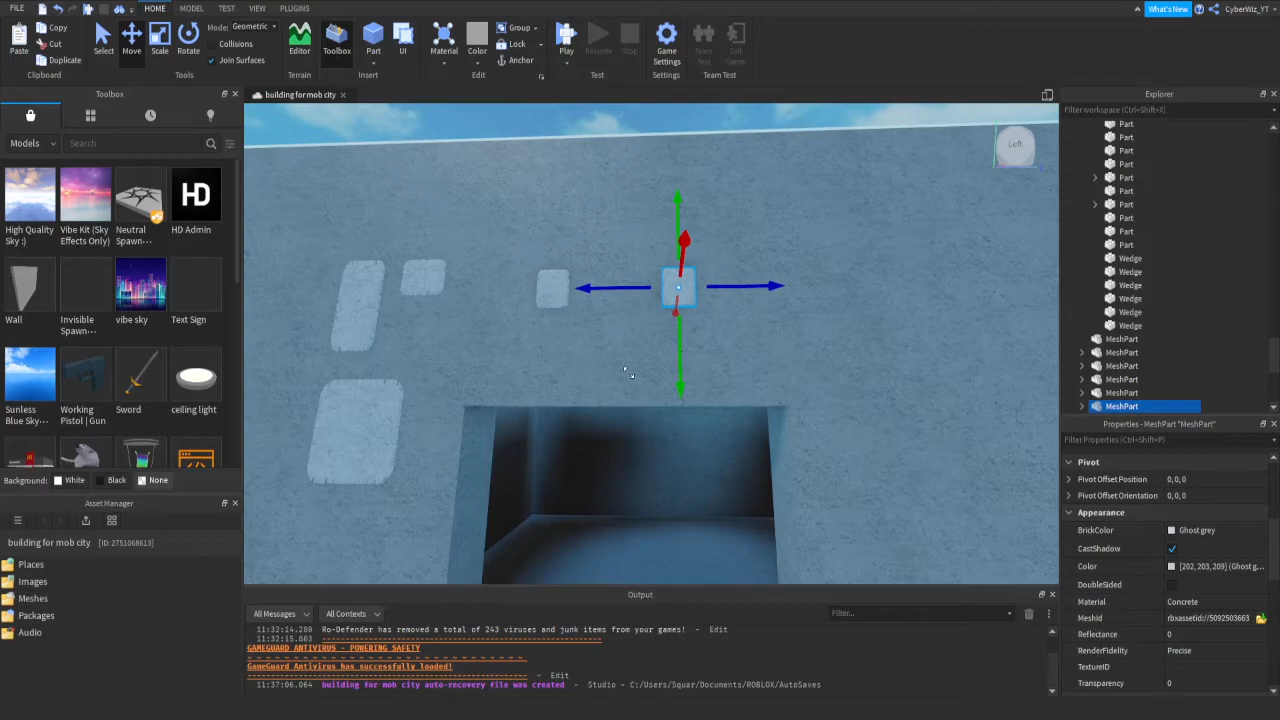 FILE HOME MODEL TEST VIEW PLUGINS What's New CyberWiz_YT
Copy Cut Duplicate Paste Clipboard
Select Move Scale Rotate Mode: Geometric Collisions Join Surfaces Tools
Editor Terrain
Toolbox Part UI Insert
Material Color Group Lock Anchor Edit
Play Resume Stop Test
Game Settings Settings
Team Test Exit Game Team Test
Toolbox
Models Search
High Quality Sky :) Vibe Kit (Sky Effects Only) Neutral Spawn··· HD Admin
HD
Wall Invisible Spawn··· vibe sky Text Sign
Sunless Blue Sky··· Working Pistol | Gun Sword ceiling light
Background: White Black None
Asset Manager
building for mob city [ID: 2751068613]
Places
Images
Meshes
Packages
Audio
building for mob city
Left
Explorer
Filter workspace (Ctrl+Shift+X)
Part
Part
Part
Part
Part
Part
Part
Part
Part
Part
Wedge
Wedge
Wedge
Wedge
Wedge
Wedge
MeshPart
MeshPart
MeshPart
MeshPart
MeshPart
MeshPart
Properties - MeshPart "MeshPart"
Filter Properties (Ctrl+Shift+P)
Pivot
Pivot Offset Position 0, 0, 0
Pivot Offset Orientation 0, 0, 0
Appearance
BrickColor Ghost grey
CastShadow
Color [202, 203, 209] (Ghost g...
DoubleSided
Material Concrete
MeshId rbxassetid://5092503663
Reflectance 0
RenderFidelity Precise
TextureID
Transparency 0
Output
All Messages All Contexts Filter...
11:32:14.200 Ro-Defender has removed a total of 243 viruses and junk items from your games! - Edit
11:32:15.803
GAMEGUARD ANTIVIRUS - POWERING SAFETY
GameGuard Antivirus has successfully loaded!
- Edit
11:37:06.064 building for mob city auto-recovery file was created - Studio - C:/Users/Squar/Documents/ROBLOX/AutoSaves